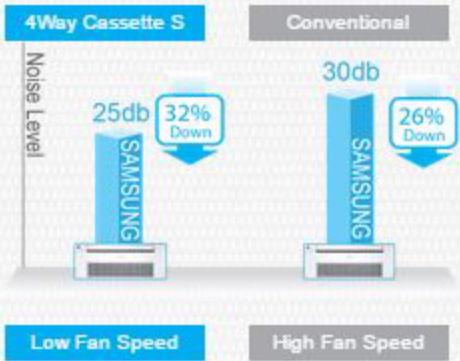 4Way Cassette S
Conventional
Noise Level
25db
32%
Down
SAMSUNG
30db
26%
Down
SAMSUNG
Low Fan Speed
High Fan Speed